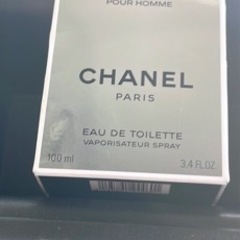 POUR HOMME
CHANEL
PARIS
EAU DE TOILETTE
VAPORISATEUR SPRAY
100 ml
3.4 FL.OZ